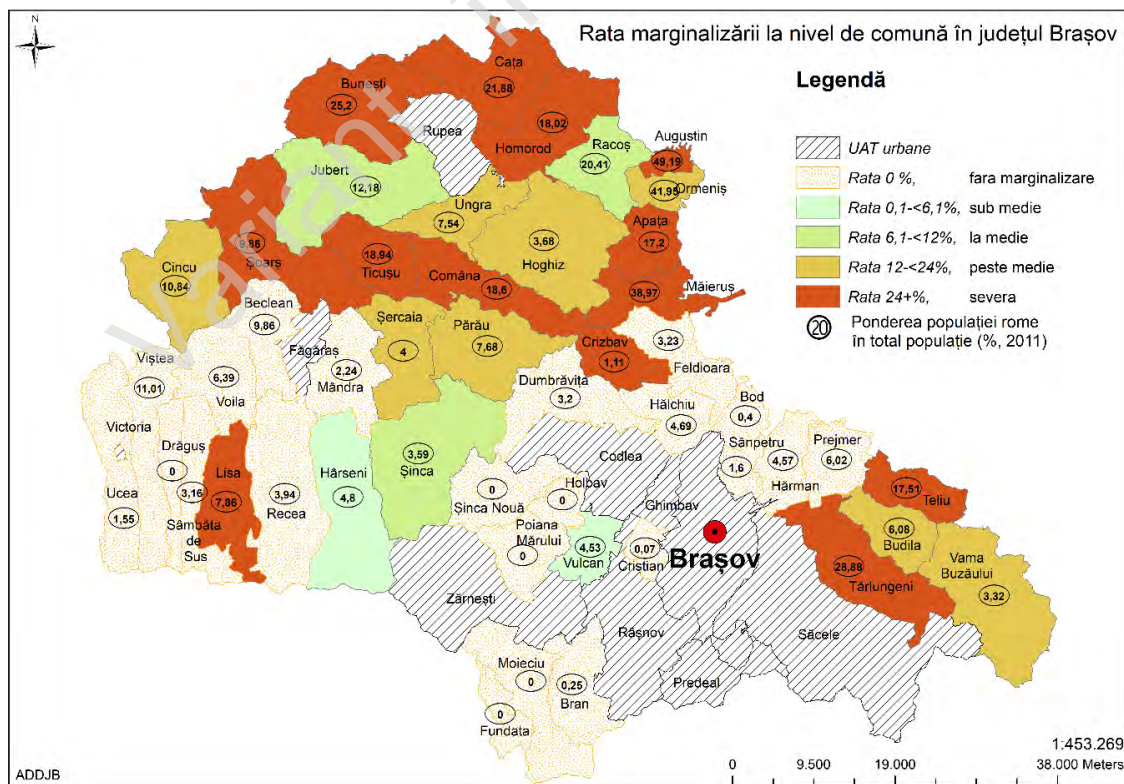 Rata marginalizării la nivel de comună în județul Brașov
Legendă
UAT urbane
Rata 0 %, fara marginalizare
Rata 0,1-<6,1%, sub medie
Rata 6,1-<12%, la medie
Rata 12-<24%, peste medie
Rata 24+%, severa
20 Ponderea populației rome
în total populație (%, 2011)
N
Cața
21,68
Bunești
25,2
18,02
Homorod
Rupea
Racoș
20,41
Augustin
49,19
41,95
Ormeniș
Jubert
12,18
Ungra
7,54
3,68
Hoghiz
Apața
17,2
9,86
Șoarș
18,94
Ticușu
Comăna
18,6
38,97
Măieruș
Cincu
10,84
Beclean
9,86
Șercaia
4
Părău
7,68
Crizbav
1,11
3,23
Feldioara
Făgăraș
2,24
Mândra
Viștea
11,01
6,39
Voila
Dumbrăvița
3,2
Hălchiu
4,69
Bod
0,4
Victoria
Drăguș
0
Lisa
7,86
Hârseni
4,8
3,59
Șinca
Codlea
Sânpetru
1,6
4,57
Hărman
Prejmer
6,02
Ucea
1,55
3,16
Sâmbăta
de
Sus
3,94
Recea
0
Șinca Nouă
Holbav
0
Ghimbav
17,51
Teliu
Poiana
Mărului
0
4,53
Vulcan
0,07
Cristian
Brașov
6,08
Budila
Vama
Buzăului
3,32
28,88
Tărlungeni
Zărnești
Râșnov
Săcele
Predeal
Moieciu
0
0,25
Bran
0
Fundata
1:453.269
0 9.500 19.000 38.000 Meters
ADDJB